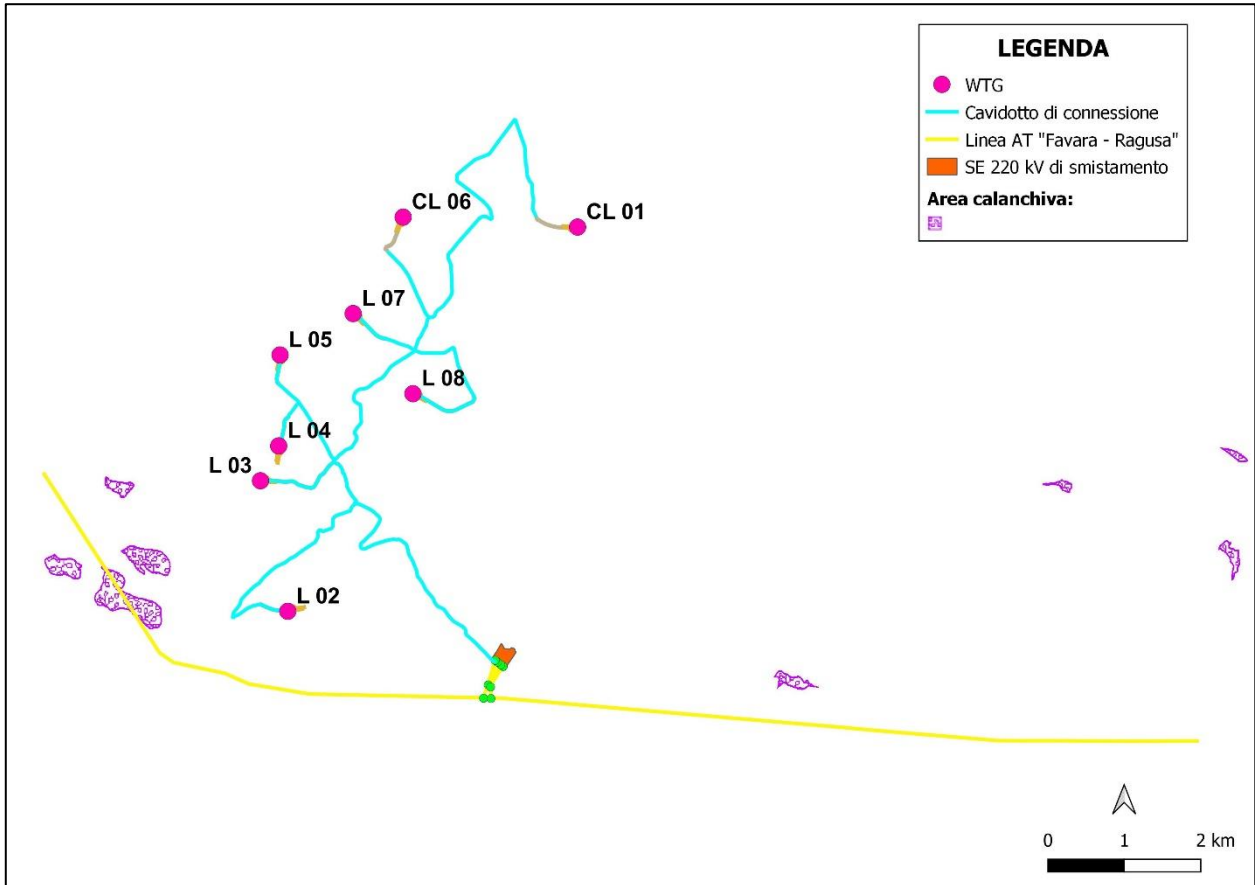 LEGENDA
WTG
Cavidotto di connessione
Linea AT "Favara - Ragusa"
SE 220 kV di smistamento
Area calanchiva:
CL 06
CL 01
L 07
L 05
L 08
L 04
L 03
L 02
0 1 2 km